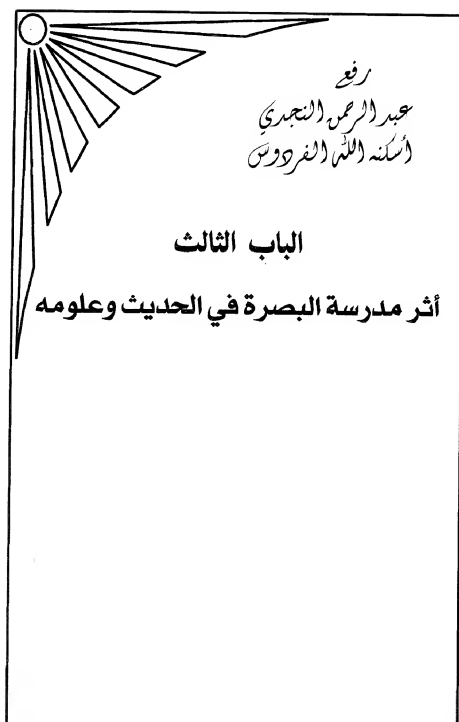 رفع
عبد الرحمن النجدي
أسكنه الله الفردوس
الباب الثالث
أثر مدرسة البصرة في الحديث وعلومه